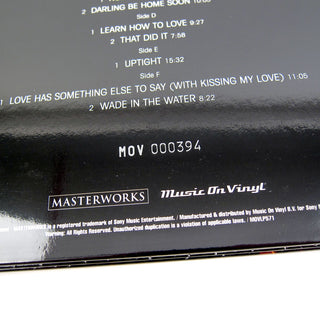 2 DARLING BE HOME SOON
Side D
1 LEARN HOW TO LOVE 9:27
2 THAT DID IT 7:58
Side E
1 UPTIGHT 15:32
Side F
1 LOVE HAS SOMETHING ELSE TO SAY (WITH KISSING MY LOVE) 11:05
2 WADE IN THE WATER 8:22
MOV 000394
MASTERWORKS Music On Vinyl
MASTERWORKS is a registered trademark of Sony Music Entertainment. / Manufactured & distributed by Music On Vinyl B.V. for Sony
Warning: All Rights Reserved. Unauthorized duplication is a violation of applicable laws. / MOVLP571